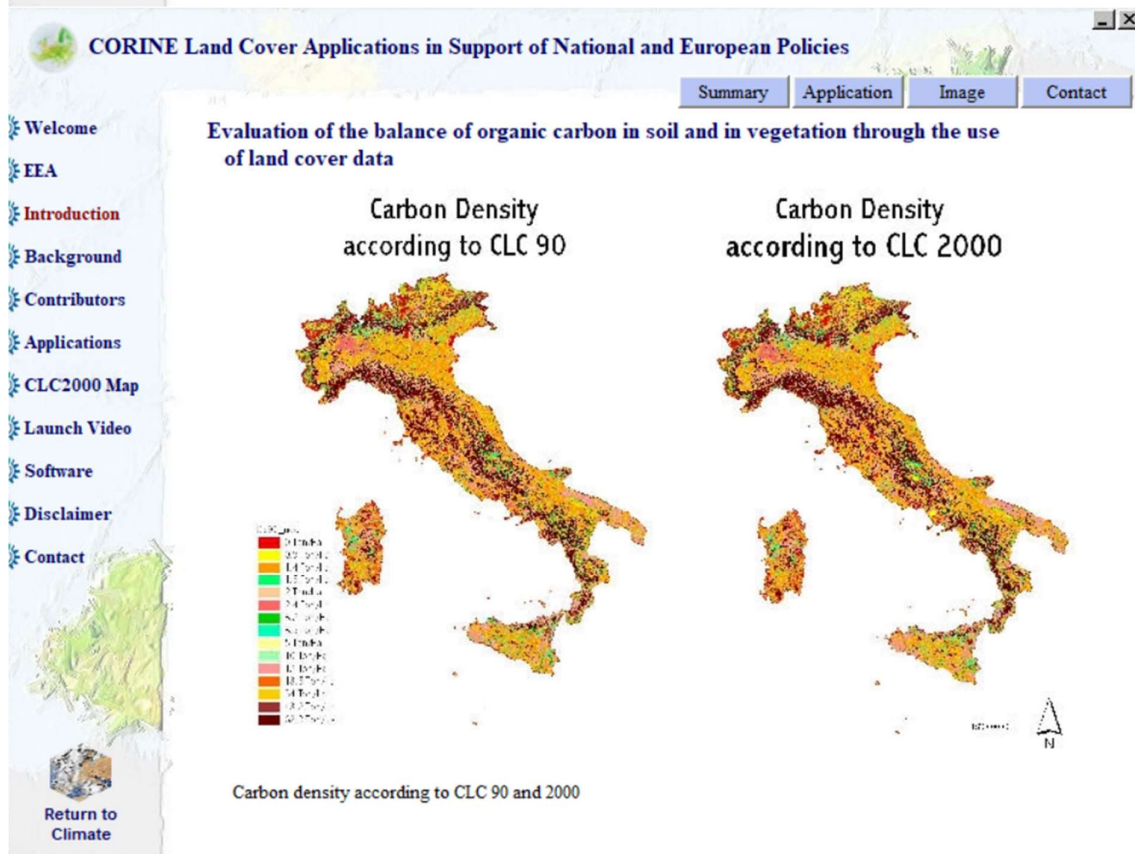 CORINE Land Cover Applications in Support of National and European Policies
Summary
Application
Image
Contact
Welcome
EEA
Introduction
Background
Contributors
Applications
CLC2000 Map
Launch Video
Software
Disclaimer
Contact
Return to
Climate
Evaluation of the balance of organic carbon in soil and in vegetation through the use
of land cover data
Carbon Density
according to CLC 90
Carbon Density
according to CLC 2000
N
Carbon density according to CLC 90 and 2000